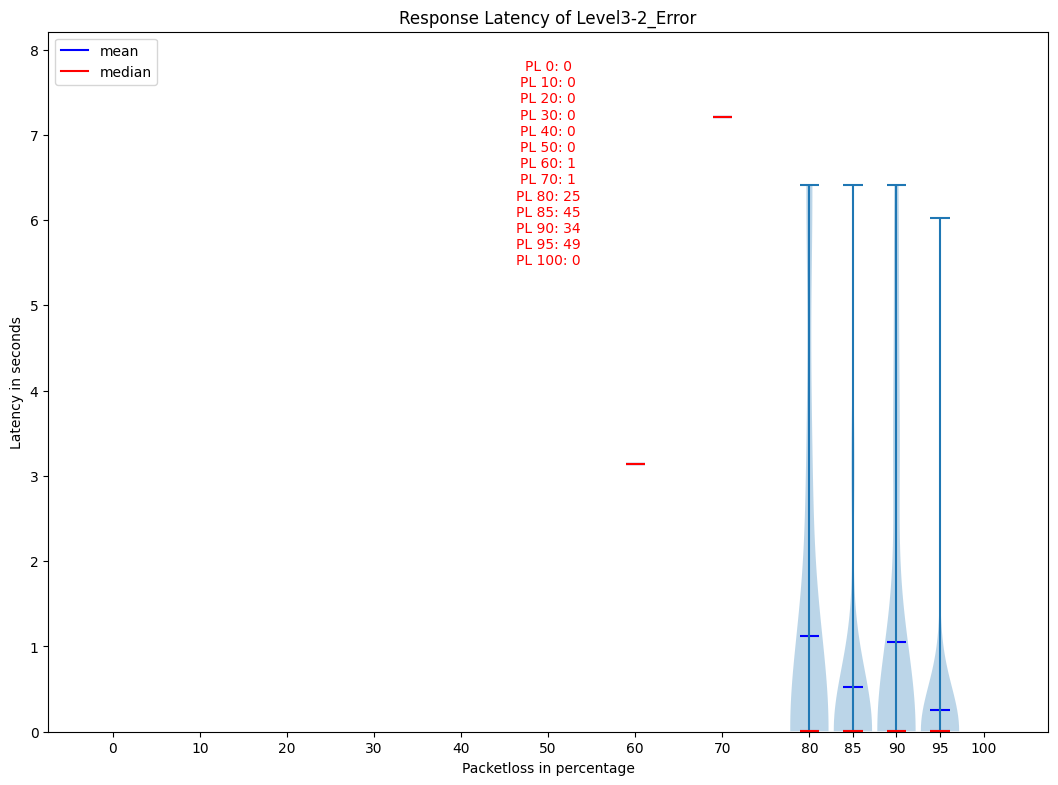 Response Latency of Level3-2_Error
mean
median
PL 0: 0
PL 10: 0
PL 20: 0
PL 30: 0
PL 40: 0
PL 50: 0
PL 60: 1
PL 70: 1
PL 80: 25
PL 85: 45
PL 90: 34
PL 95: 49
PL 100: 0
Latency in seconds
8
7
6
5
4
3
2
1
0
0 10 20 30 40 50 60 70 80 85 90 95 100
Packetloss in percentage